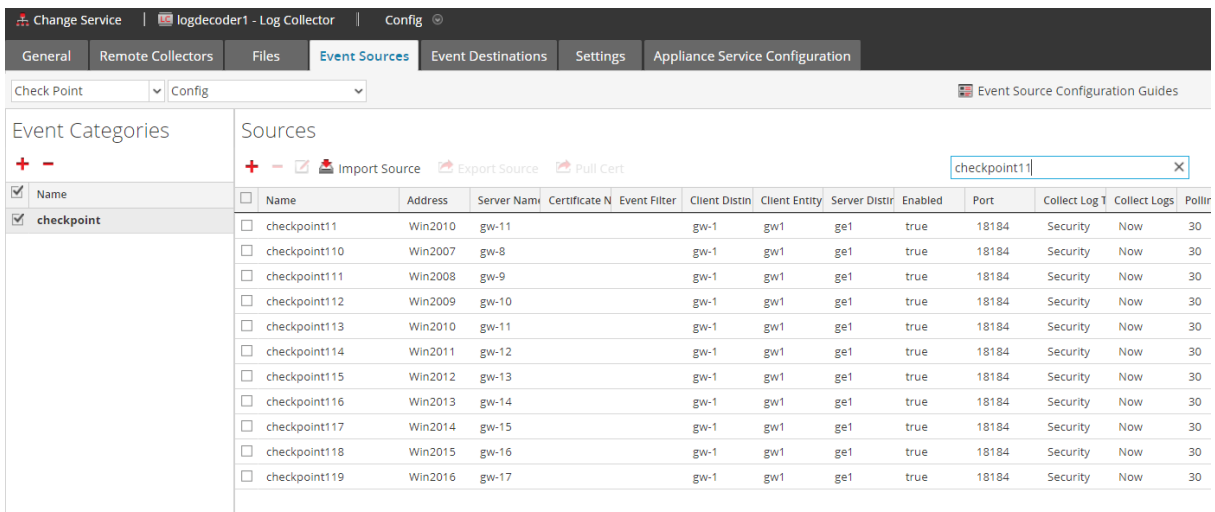 Change Service | LC logdecoder1 - Log Collector || Config
General Remote Collectors Files Event Sources Event Destinations Settings Appliance Service Configuration
Check Point Config Event Source Configuration Guides
Event Categories
Name
checkpoint
Sources
Import Source Export Source Pull Cert checkpoint11
Name Address Server Name Certificate N Event Filter Client Distin Client Entity Server Distin Enabled Port Collect Log T Collect Logs Pollin
checkpoint11 Win2010 gw-11 gw-1 gw1 ge1 true 18184 Security Now 30
checkpoint110 Win2007 gw-8 gw-1 gw1 ge1 true 18184 Security Now 30
checkpoint111 Win2008 gw-9 gw-1 gw1 ge1 true 18184 Security Now 30
checkpoint112 Win2009 gw-10 gw-1 gw1 ge1 true 18184 Security Now 30
checkpoint113 Win2010 gw-11 gw-1 gw1 ge1 true 18184 Security Now 30
checkpoint114 Win2011 gw-12 gw-1 gw1 ge1 true 18184 Security Now 30
checkpoint115 Win2012 gw-13 gw-1 gw1 ge1 true 18184 Security Now 30
checkpoint116 Win2013 gw-14 gw-1 gw1 ge1 true 18184 Security Now 30
checkpoint117 Win2014 gw-15 gw-1 gw1 ge1 true 18184 Security Now 30
checkpoint118 Win2015 gw-16 gw-1 gw1 ge1 true 18184 Security Now 30
checkpoint119 Win2016 gw-17 gw-1 gw1 ge1 true 18184 Security Now 30